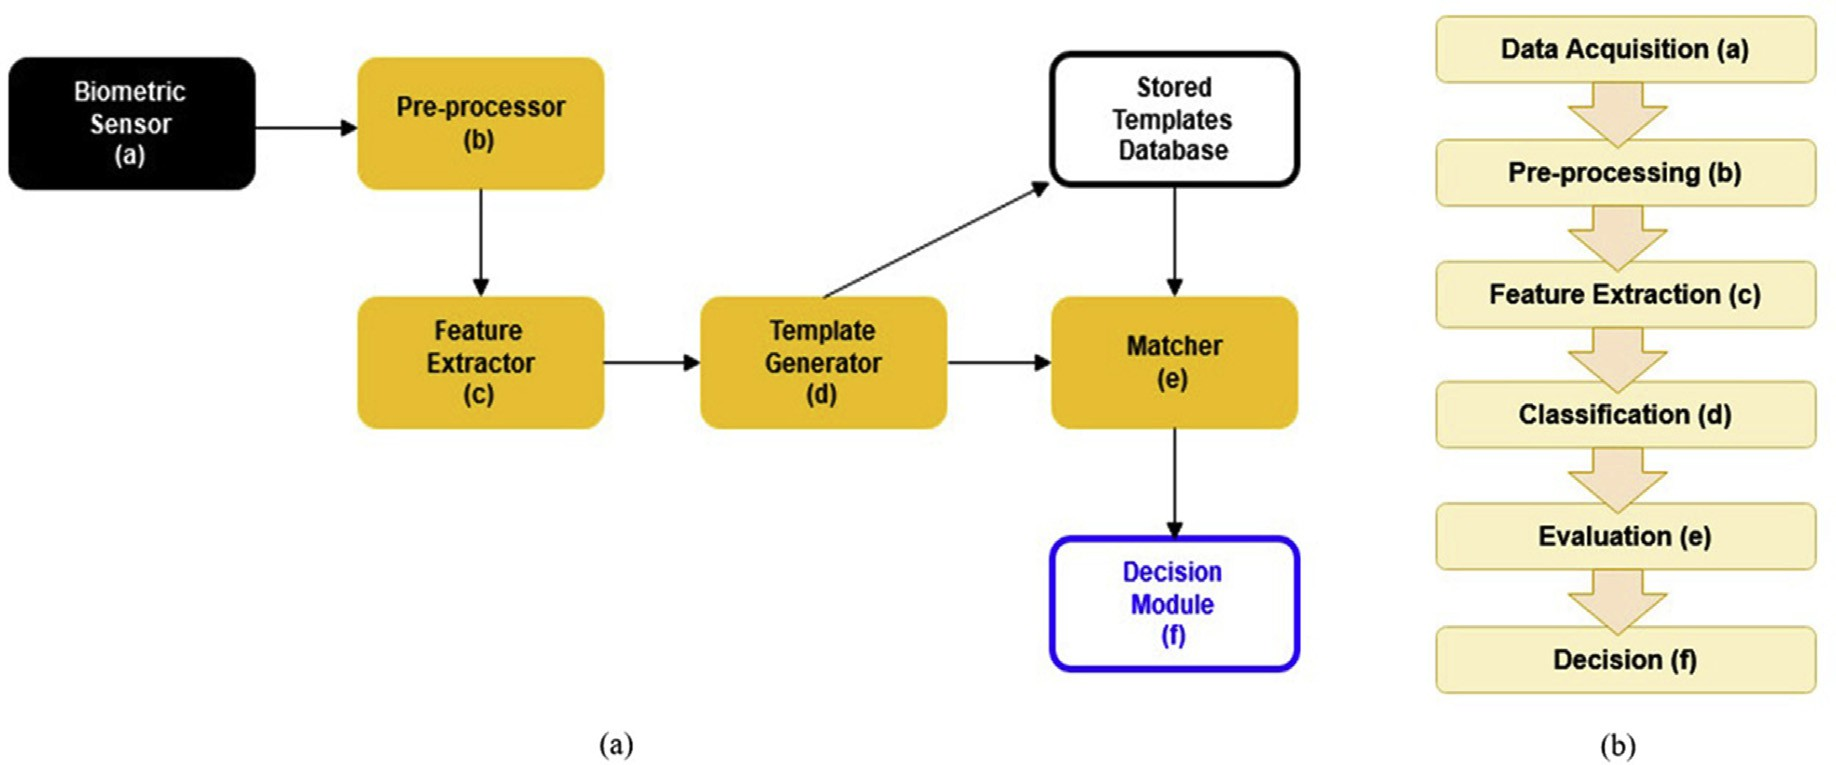 Biometric
Sensor
(a)
Pre-processor
(b)
Stored
Templates
Database
Feature
Extractor
(c)
Template
Generator
(d)
Matcher
(e)
Decision
Module
(f)
(a)
Data Acquisition (a)
Pre-processing (b)
Feature Extraction (c)
Classification (d)
Evaluation (e)
Decision (f)
(b)